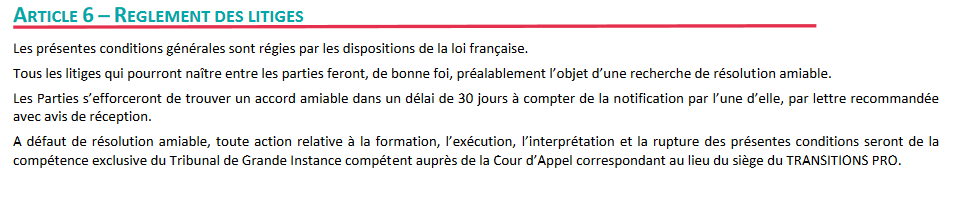 ARTICLE 6 – REGLEMENT DES LITIGES
Les présentes conditions générales sont régies par les dispositions de la loi française.
Tous les litiges qui pourront naître entre les parties feront, de bonne foi, préalablement l’objet d’une recherche de résolution amiable.
Les Parties s’efforceront de trouver un accord amiable dans un délai de 30 jours à compter de la notification par l’une d’elle, par lettre recommandée
avec avis de réception.
A défaut de résolution amiable, toute action relative à la formation, l’exécution, l’interprétation et la rupture des présentes conditions seront de la
compétence exclusive du Tribunal de Grande Instance compétent auprès de la Cour d’Appel correspondant au lieu du siège du TRANSITIONS PRO.